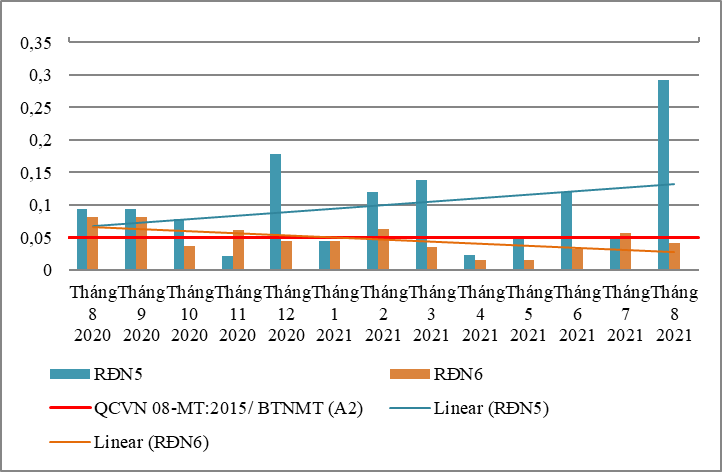 0,35
0,3
0,25
0,2
0,15
0,1
0,05
0
Tháng Tháng Tháng Tháng Tháng Tháng Tháng Tháng Tháng Tháng Tháng Tháng Tháng
8 9 10 11 12 1 2 3 4 5 6 7 8
2020 2020 2020 2020 2020 2021 2021 2021 2021 2021 2021 2021 2021
RĐN5 RĐN6
QCVN 08-MT:2015/ BTNMT (A2) Linear (RĐN5)
Linear (RĐN6)